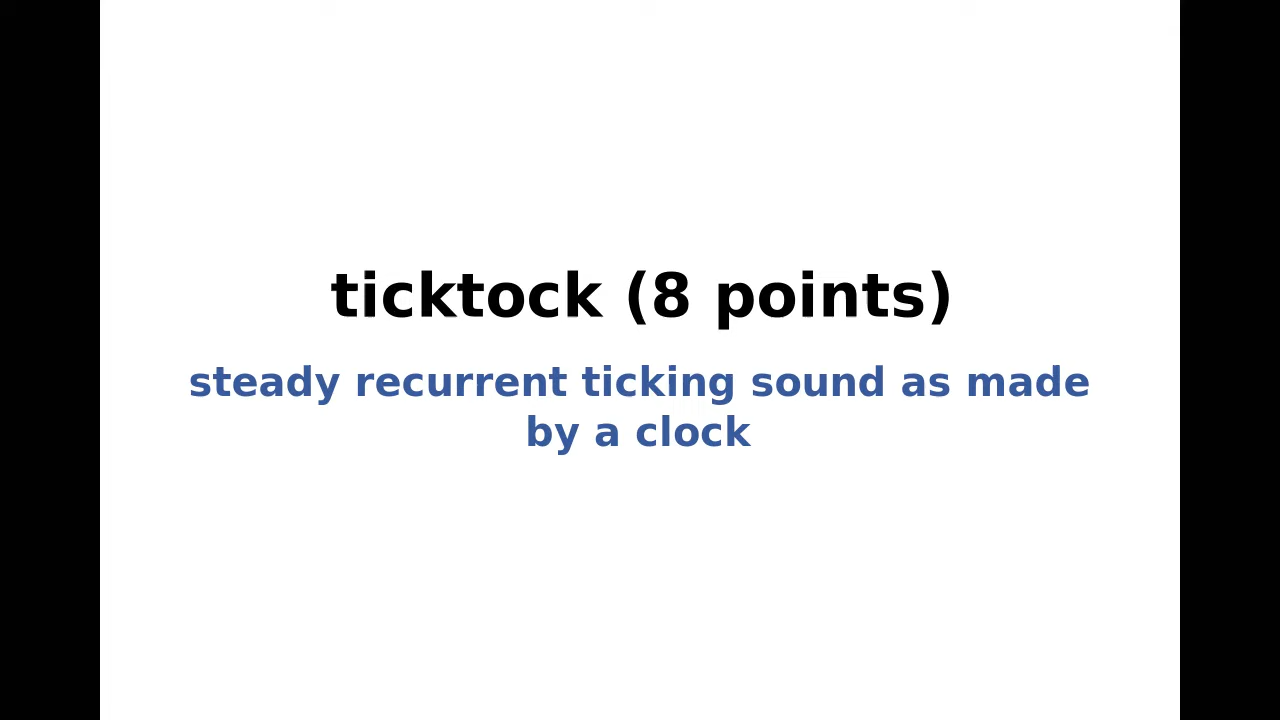 ticktock (8 points)
steady recurrent ticking sound as made
by a clock